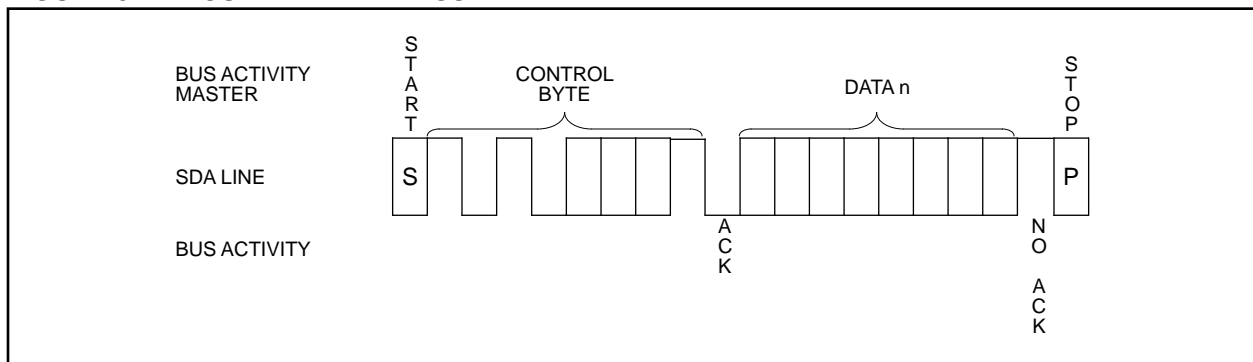 START
BUS ACTIVITY
MASTER
CONTROL
BYTE
DATA n
STOP
SDA LINE
S
P
BUS ACTIVITY
ACK
NO ACK